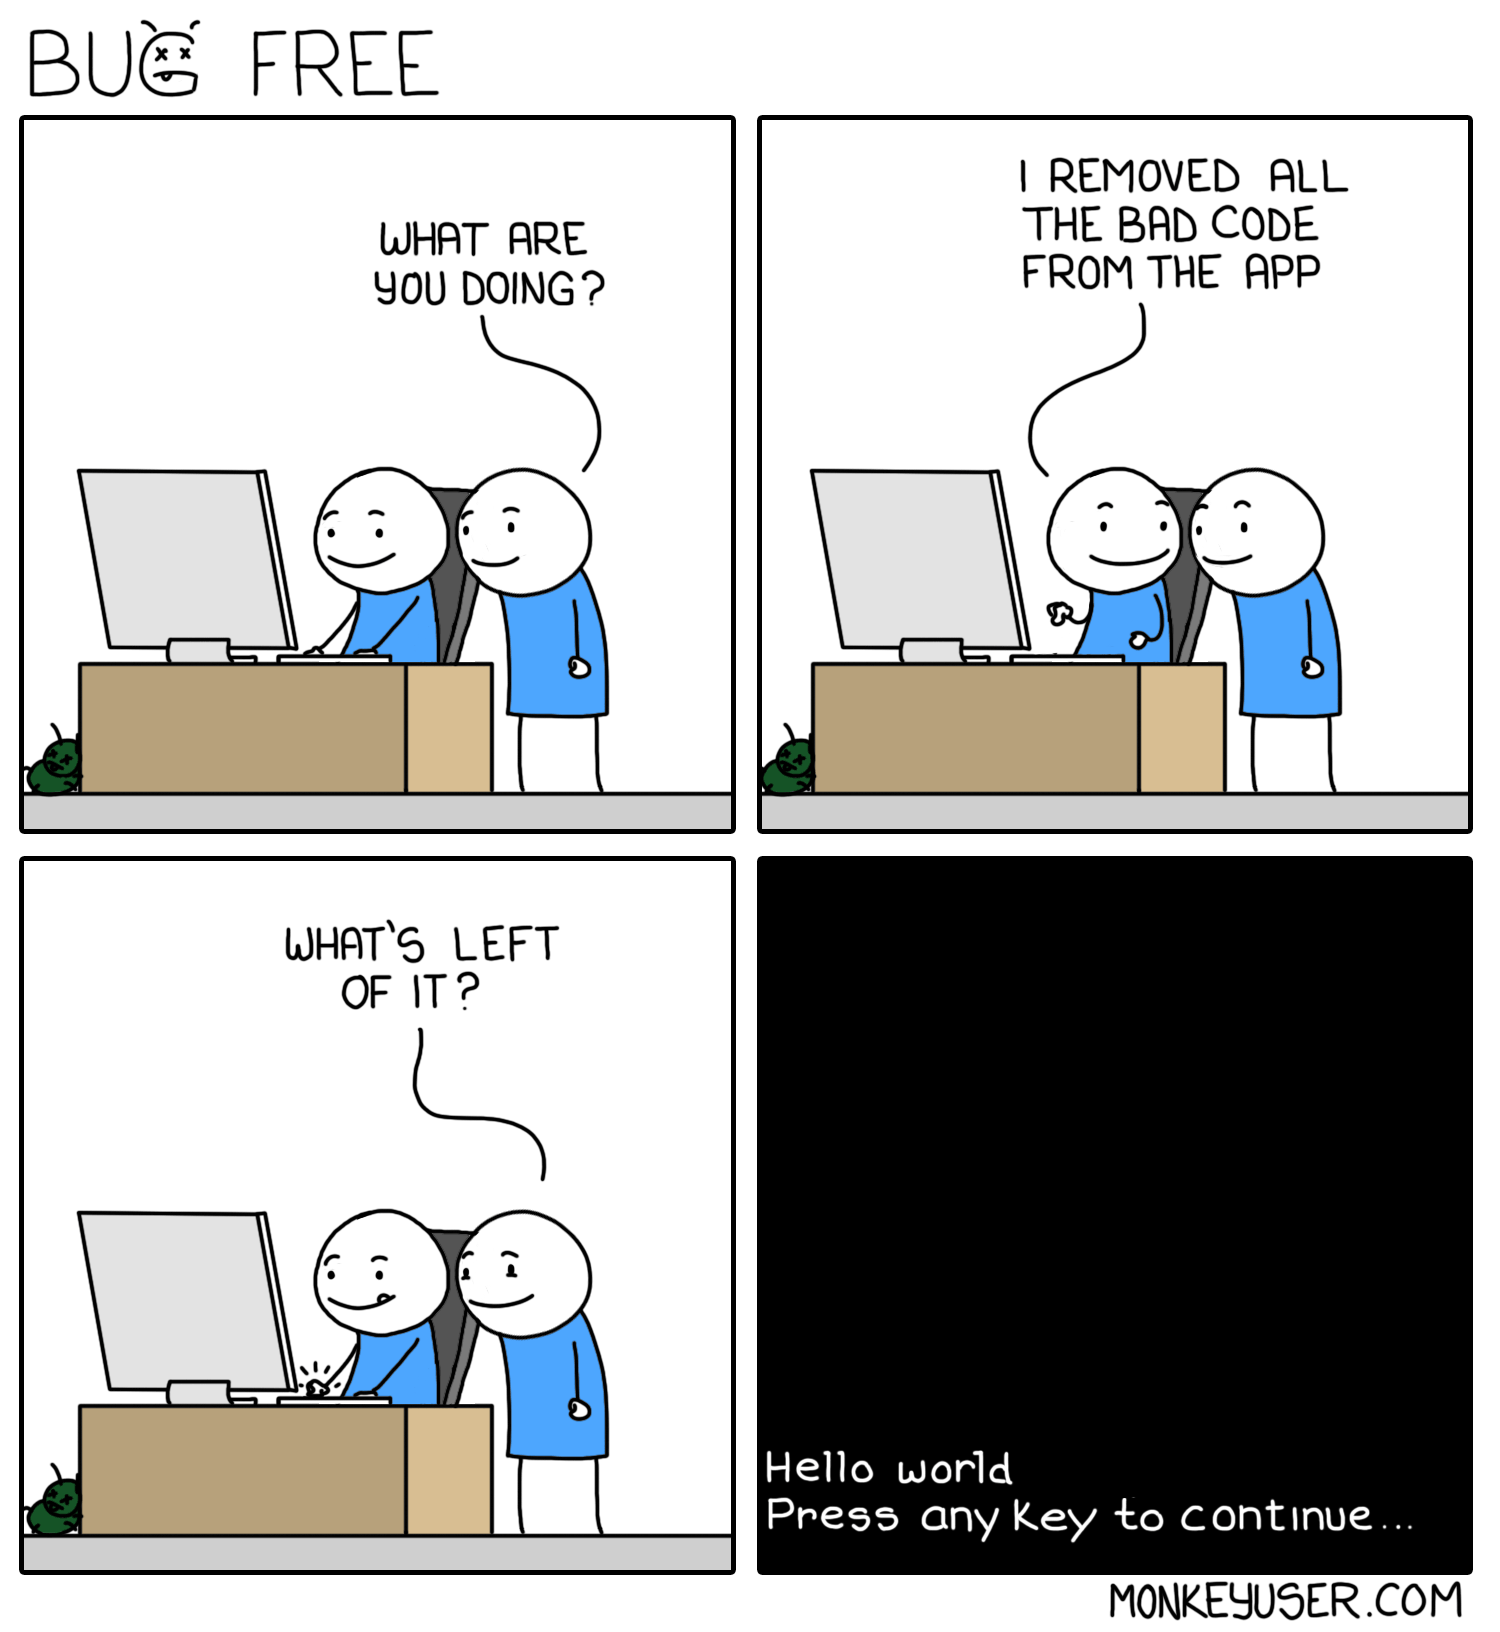 BUG FREE
WHAT ARE
YOU DOING?
I REMOVED ALL
THE BAD CODE
FROM THE APP
WHAT'S LEFT
OF IT?
Hello world
Press any key to continue...
MONKEYUSER.COM